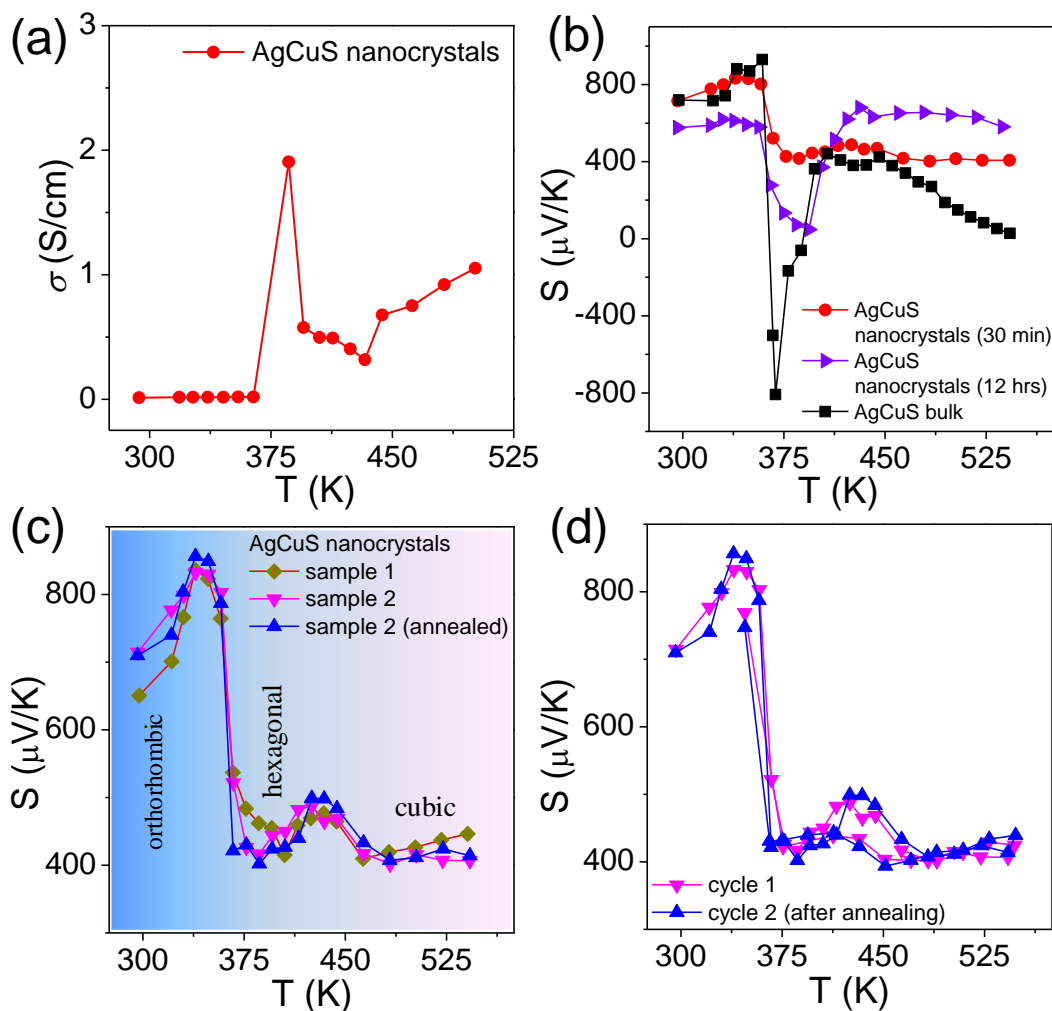 (a)
3
2
1
0
σ (S/cm)
AgCuS nanocrystals
300 375 450 525
T (K)
(b)
800
400
0
-400
-800
S (μV/K)
AgCuS
nanocrystals (30 min)
AgCuS
nanocrystals (12 hrs)
AgCuS bulk
300 375 450 525
T (K)
(c)
800
600
400
S (μV/K)
AgCuS nanocrystals
sample 1
sample 2
sample 2 (annealed)
orthorhombic
hexagonal
cubic
300 375 450 525
T (K)
(d)
800
600
400
S (μV/K)
cycle 1
cycle 2 (after annealing)
300 375 450 525
T (K)